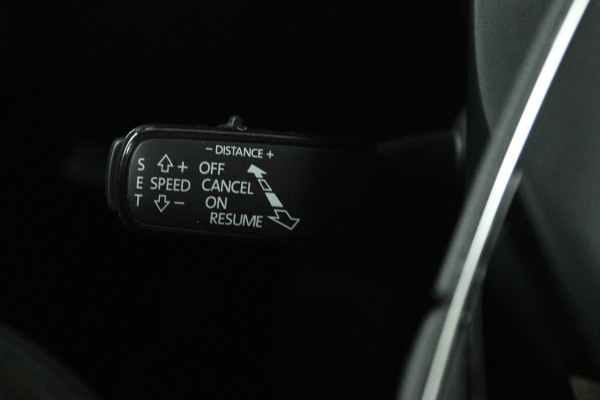 - DISTANCE +
S + OFF
E SPEED CANCEL
T - ON
RESUME